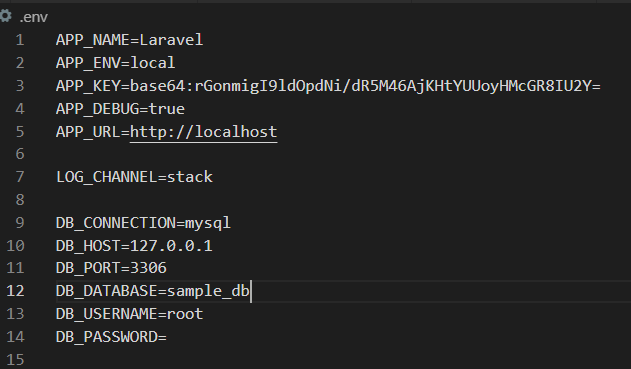 .env
1 APP_NAME=Laravel
2 APP_ENV=local
3 APP_KEY=base64:rGonmigI9ldOpdNi/dR5M46AjKHtYUUoyHMcGR8IU2Y=
4 APP_DEBUG=true
5 APP_URL=http://localhost
6
7 LOG_CHANNEL=stack
8
9 DB_CONNECTION=mysql
10 DB_HOST=127.0.0.1
11 DB_PORT=3306
12 DB_DATABASE=sample_db
13 DB_USERNAME=root
14 DB_PASSWORD=
15